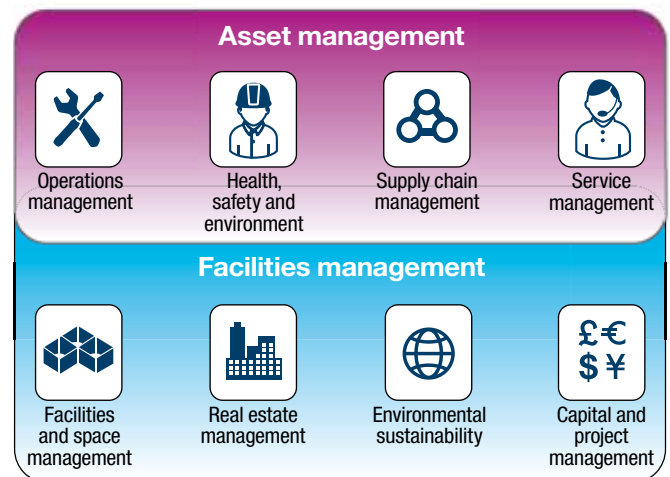 Asset management
Operations
management
Health,
safety and
environment
Supply chain
management
Service
management
Facilities management
£€
$¥
Facilities
and space
management
Real estate
management
Environmental
sustainability
Capital and
project
management